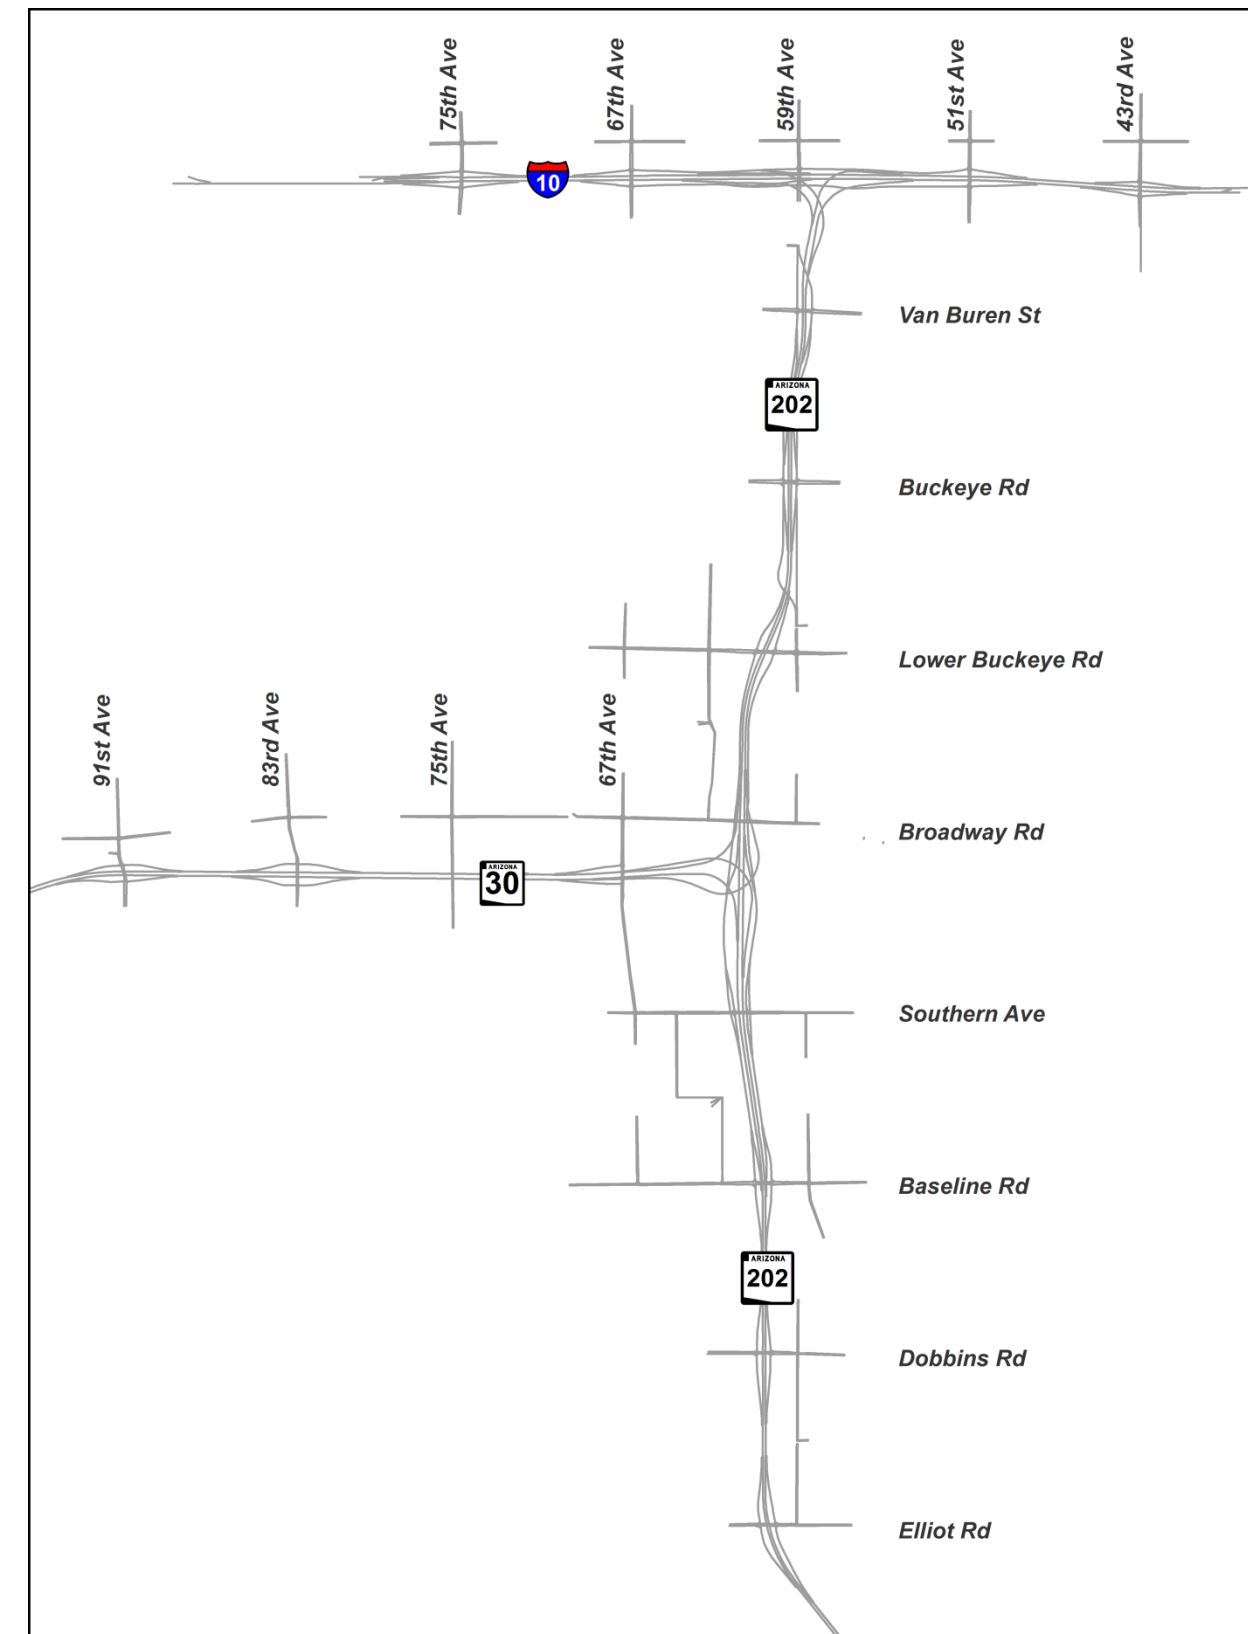 75th Ave
67th Ave
59th Ave
51st Ave
43rd Ave
10
Van Buren St
ARIZONA
202
Buckeye Rd
Lower Buckeye Rd
91st Ave
83rd Ave
75th Ave
67th Ave
Broadway Rd
ARIZONA
30
Southern Ave
Baseline Rd
ARIZONA
202
Dobbins Rd
Elliot Rd